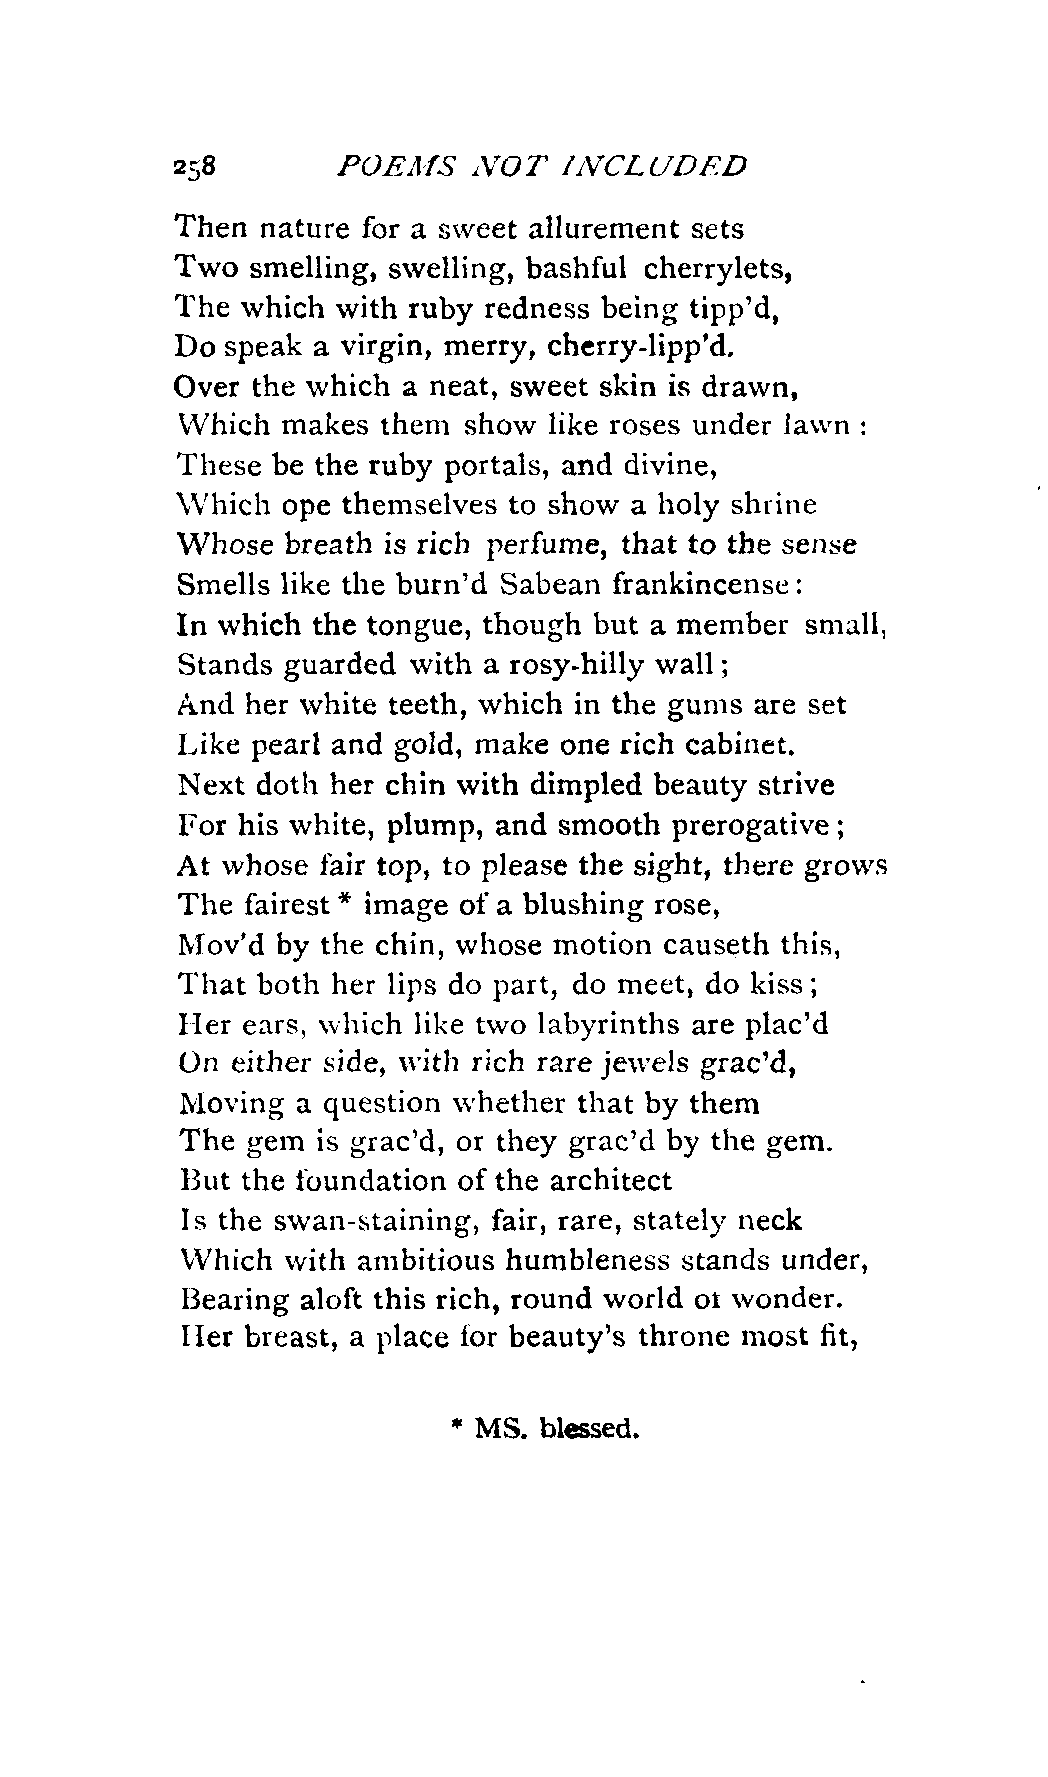 258 POEMS NOT INCLUDED
Then nature for a sweet allurement sets
Two smelling, swelling, bashful cherrylets,
The which with ruby redness being tipp'd,
Do speak a virgin, merry, cherry-lipp'd.
Over the which a neat, sweet skin is drawn,
Which makes them show like roses under lawn :
These be the ruby portals, and divine,
Which ope themselves to show a holy shrine
Whose breath is rich perfume, that to the sense
Smells like the burn'd Sabean frankincense :
In which the tongue, though but a member small,
Stands guarded with a rosy-hilly wall ;
And her white teeth, which in the gums are set
Like pearl and gold, make one rich cabinet.
Next doth her chin with dimpled beauty strive
For his white, plump, and smooth prerogative ;
At whose fair top, to please the sight, there grows
The fairest * image of a blushing rose,
Mov'd by the chin, whose motion causeth this,
That both her lips do part, do meet, do kiss ;
Her ears, which like two labyrinths are plac'd
On either side, with rich rare jewels grac'd,
Moving a question whether that by them
The gem is grac'd, or they grac'd by the gem.
But the foundation of the architect
Is the swan-staining, fair, rare, stately neck
Which with ambitious humbleness stands under,
Bearing aloft this rich, round world of wonder.
Her breast, a place for beauty's throne most fit,
* MS. blessed.